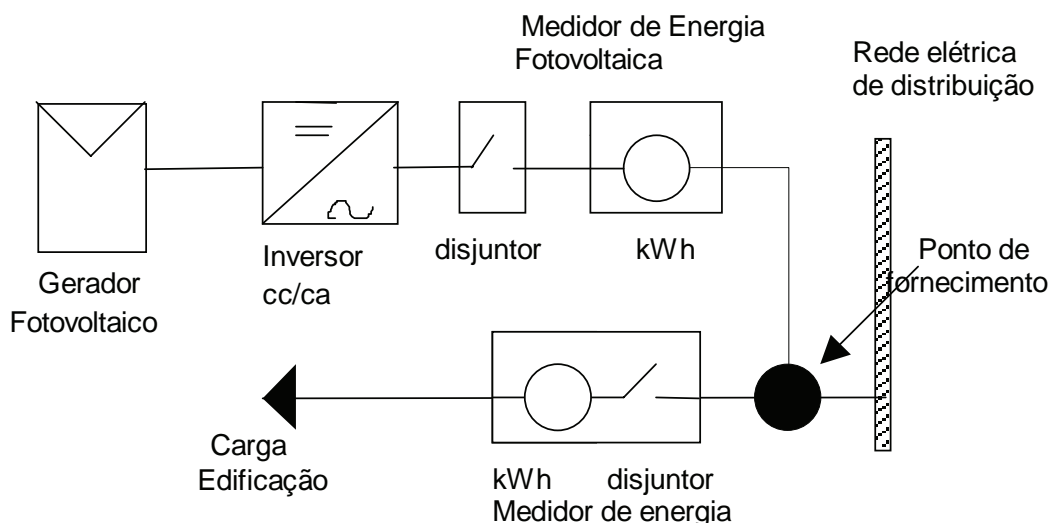 Medidor de Energia
Fotovoltaica
Rede elétrica
de distribuição
Gerador
Fotovoltaico
Inversor
cc/ca
disjuntor
kWh
Ponto de
fornecimento
Carga
Edificação
kWh disjuntor
Medidor de energia